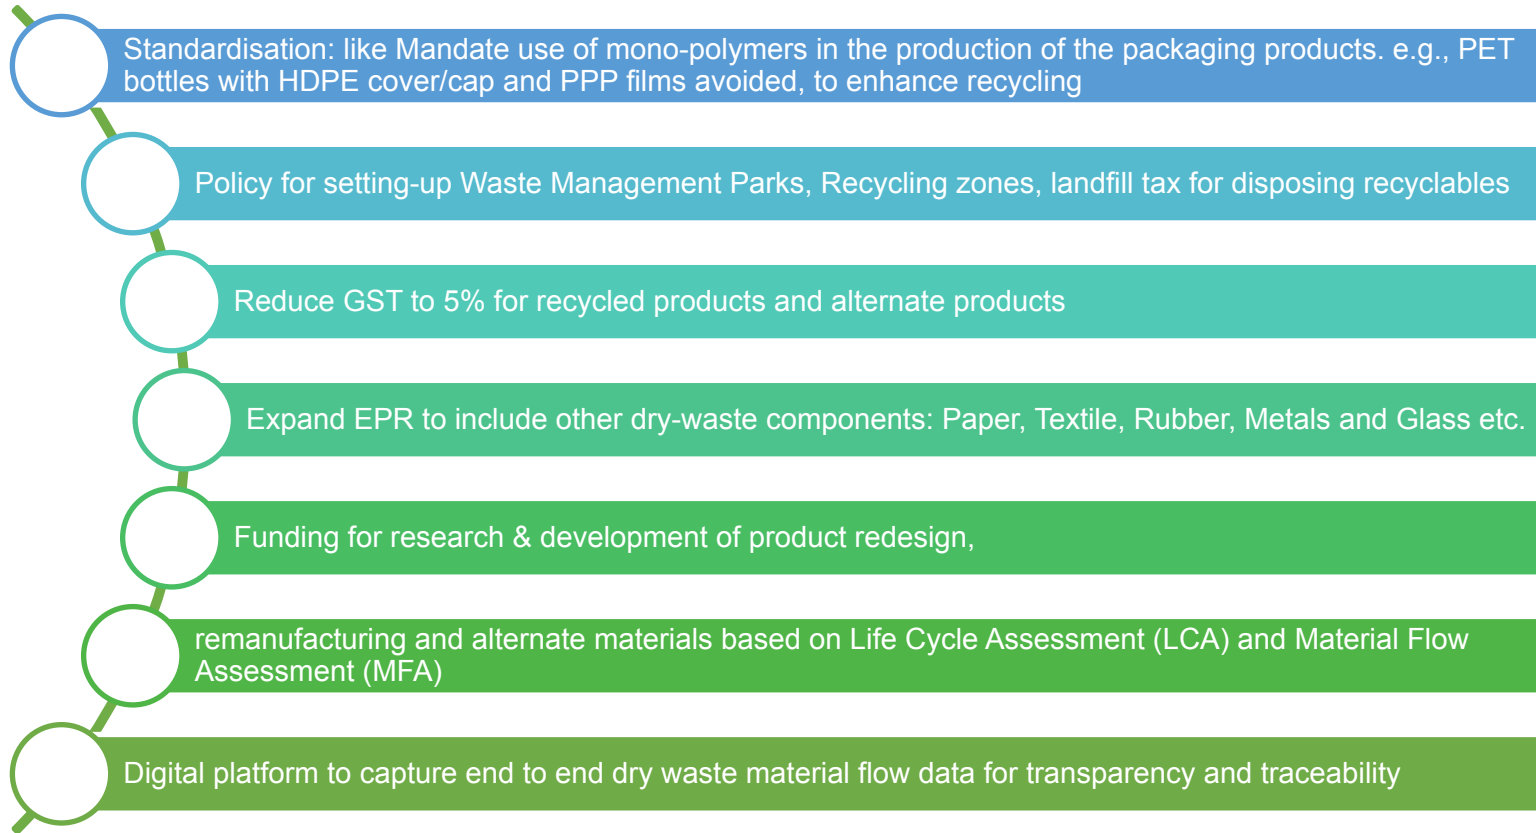 Standardisation: like Mandate use of mono-polymers in the production of the packaging products. e.g., PET
bottles with HDPE cover/cap and PPP films avoided, to enhance recycling
Policy for setting-up Waste Management Parks, Recycling zones, landfill tax for disposing recyclables
Reduce GST to 5% for recycled products and alternate products
Expand EPR to include other dry-waste components: Paper, Textile, Rubber, Metals and Glass etc.
Funding for research & development of product redesign,
remanufacturing and alternate materials based on Life Cycle Assessment (LCA) and Material Flow
Assessment (MFA)
Digital platform to capture end to end dry waste material flow data for transparency and traceability